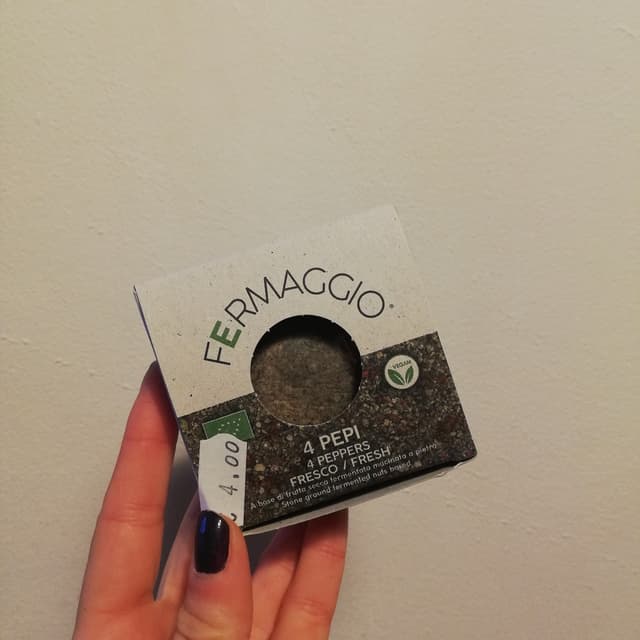 FERMAGGIO®
VEGAN
4 PEPI
4 PEPPERS
FRESCO / FRESH
A base di frutta secca fermentata macinata a pietra
Stone ground fermented nuts based
4.00